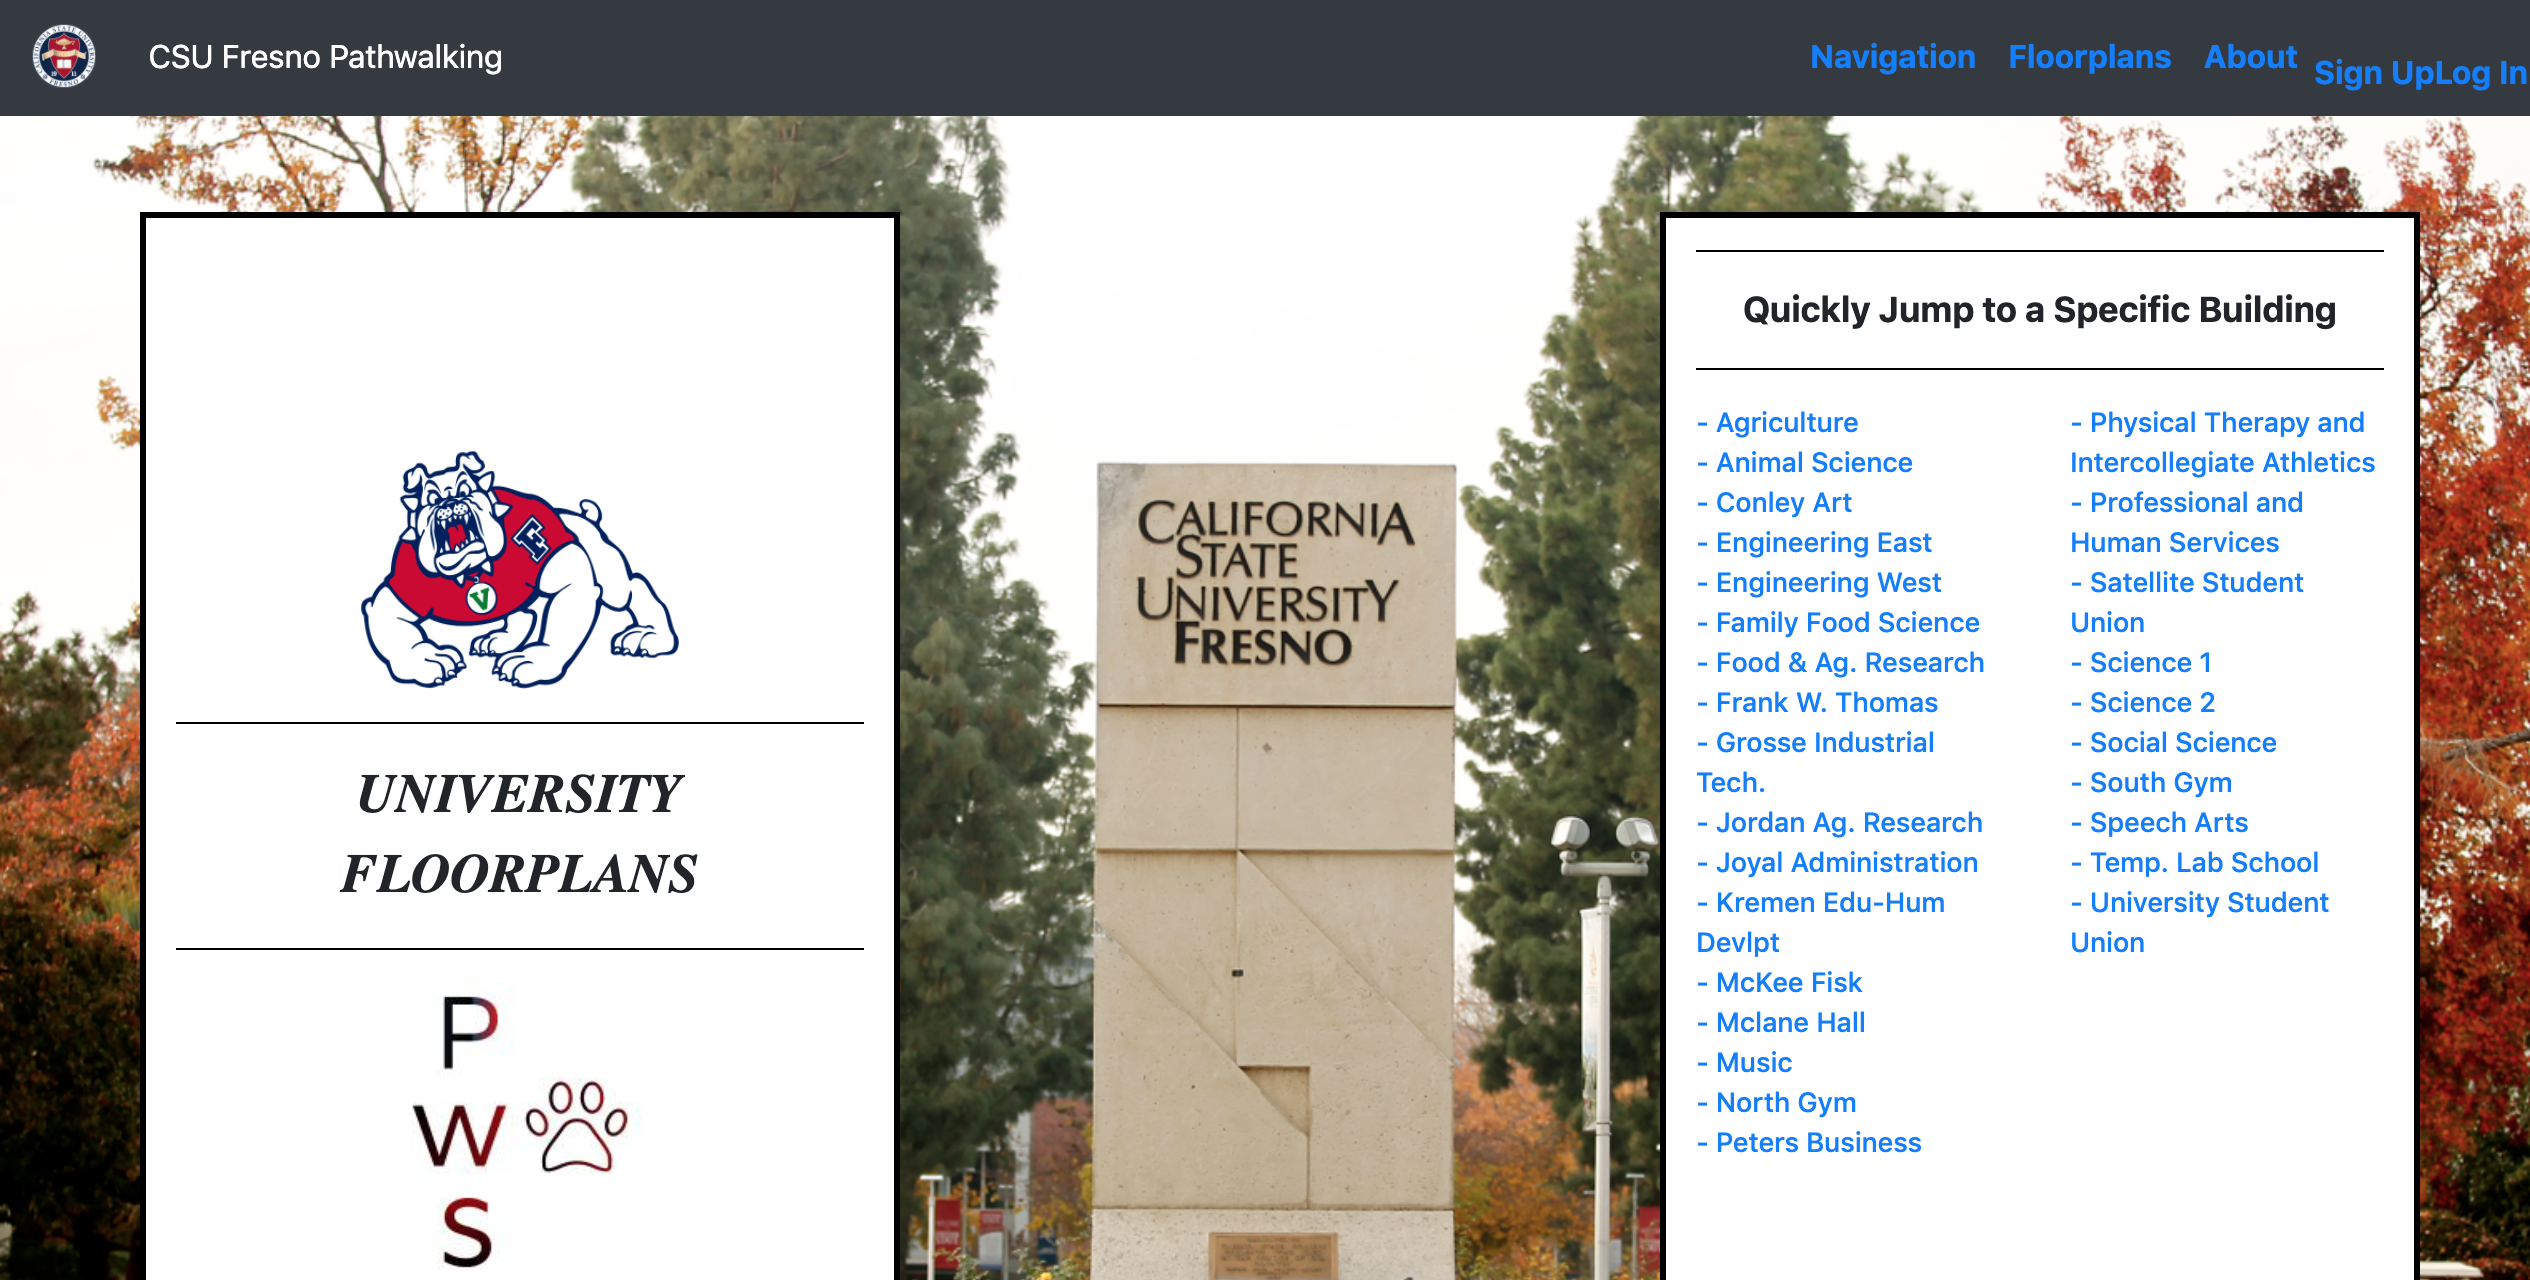 CSU Fresno Pathwalking
Navigation Floorplans About Sign Up Log In
F
V
UNIVERSITY
FLOORPLANS
P
W
S
CALIFORNIA
STATE
UNIVERSITY
FRESNO
Quickly Jump to a Specific Building
- Agriculture
- Animal Science
- Conley Art
- Engineering East
- Engineering West
- Family Food Science
- Food & Ag. Research
- Frank W. Thomas
- Grosse Industrial
Tech.
- Jordan Ag. Research
- Joyal Administration
- Kremen Edu-Hum
Devlpt
- McKee Fisk
- Mclane Hall
- Music
- North Gym
- Peters Business
- Physical Therapy and
Intercollegiate Athletics
- Professional and
Human Services
- Satellite Student
Union
- Science 1
- Science 2
- Social Science
- South Gym
- Speech Arts
- Temp. Lab School
- University Student
Union